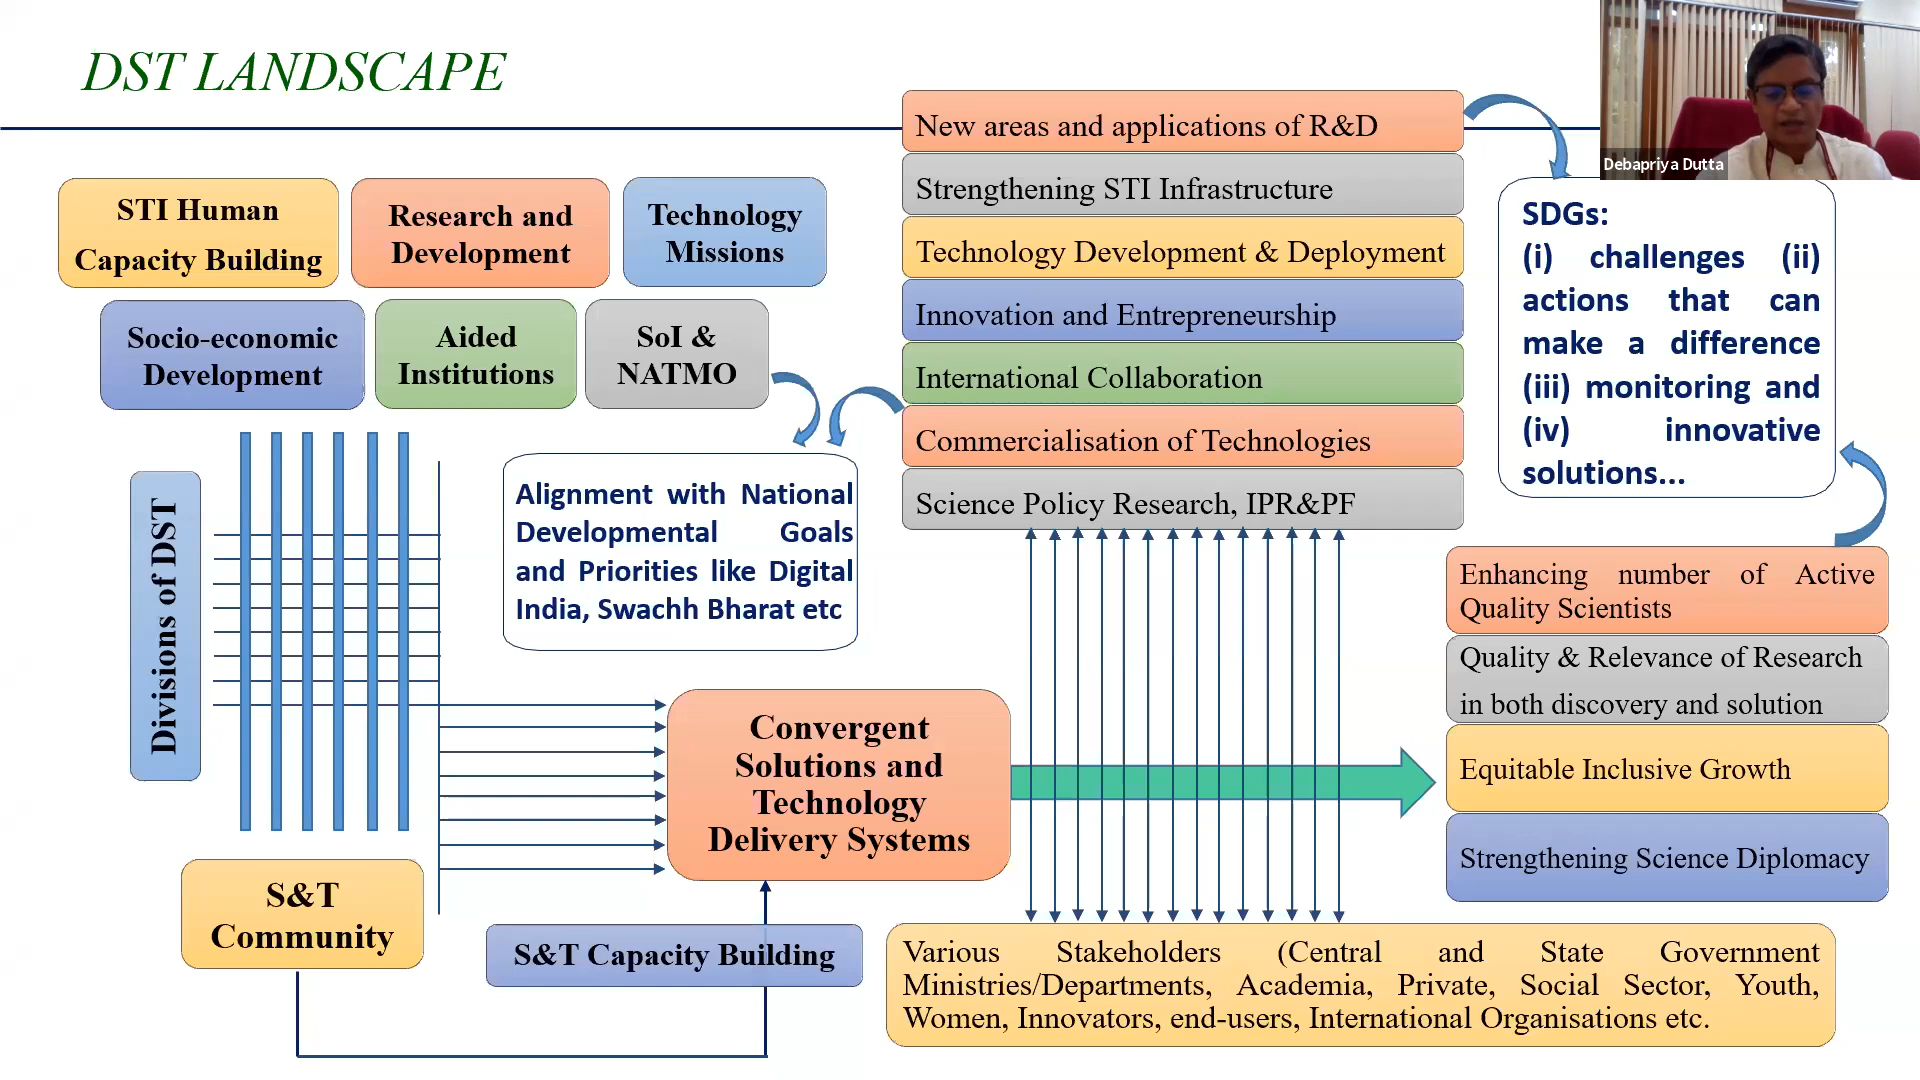 DST LANDSCAPE
STI Human
Capacity Building
Research and
Development
Technology
Missions
Socio-economic
Development
Aided
Institutions
SoI &
NATMO
New areas and applications of R&D
Strengthening STI Infrastructure
Technology Development & Deployment
Innovation and Entrepreneurship
International Collaboration
Commercialisation of Technologies
Science Policy Research, IPR&PF
Debapriya Dutta
SDGs:
(i) challenges (ii)
actions that can
make a difference
(iii) monitoring and
(iv) innovative
solutions...
Divisions of DST
Alignment with National
Developmental Goals
and Priorities like Digital
India, Swachh Bharat etc
Convergent
Solutions and
Technology
Delivery Systems
Enhancing number of Active
Quality Scientists
Quality & Relevance of Research
in both discovery and solution
Equitable Inclusive Growth
Strengthening Science Diplomacy
S&T
Community
S&T Capacity Building
Various Stakeholders (Central and State Government
Ministries/Departments, Academia, Private, Social Sector, Youth,
Women, Innovators, end-users, International Organisations etc.